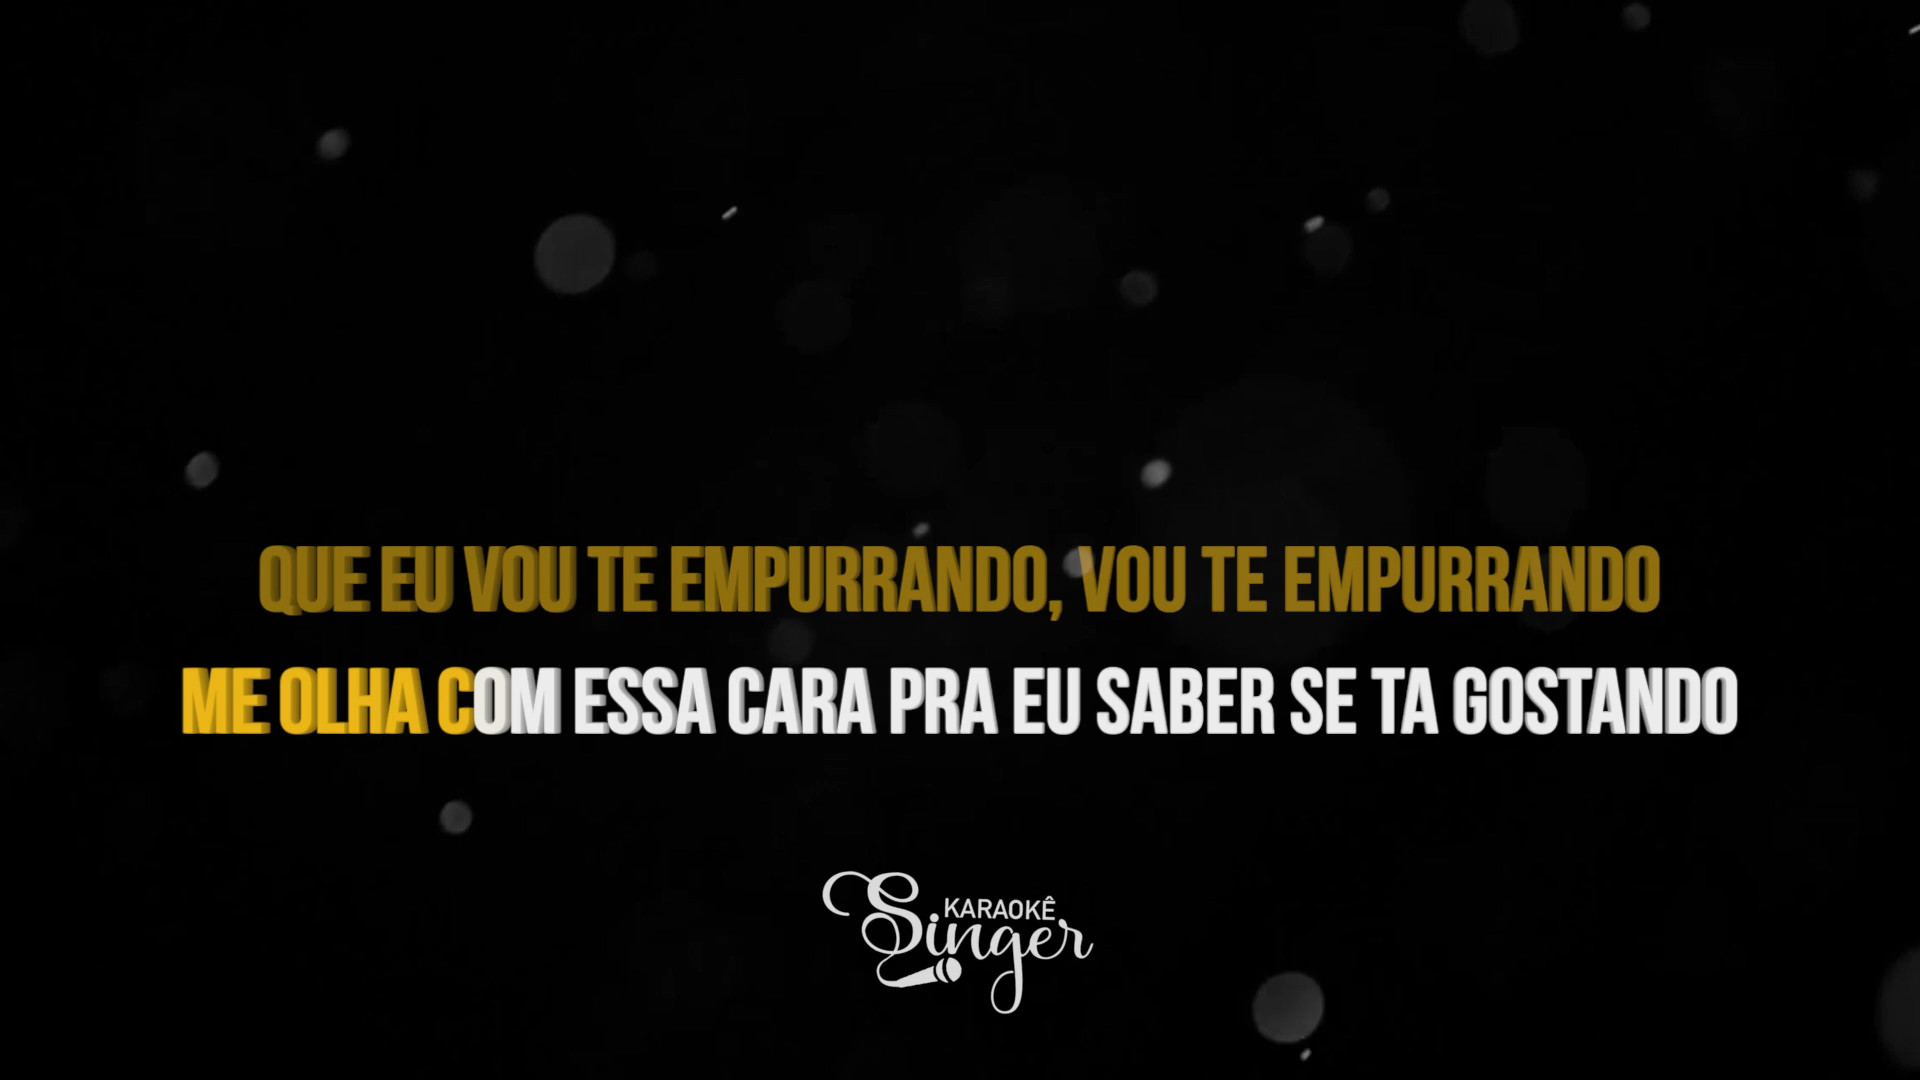 QUE EU VOU TE EMPURRANDO, VOU TE EMPURRANDO
ME OLHA COM ESSA CARA PRA EU SABER SE TA GOSTANDO
KARAOKÊ
Singer